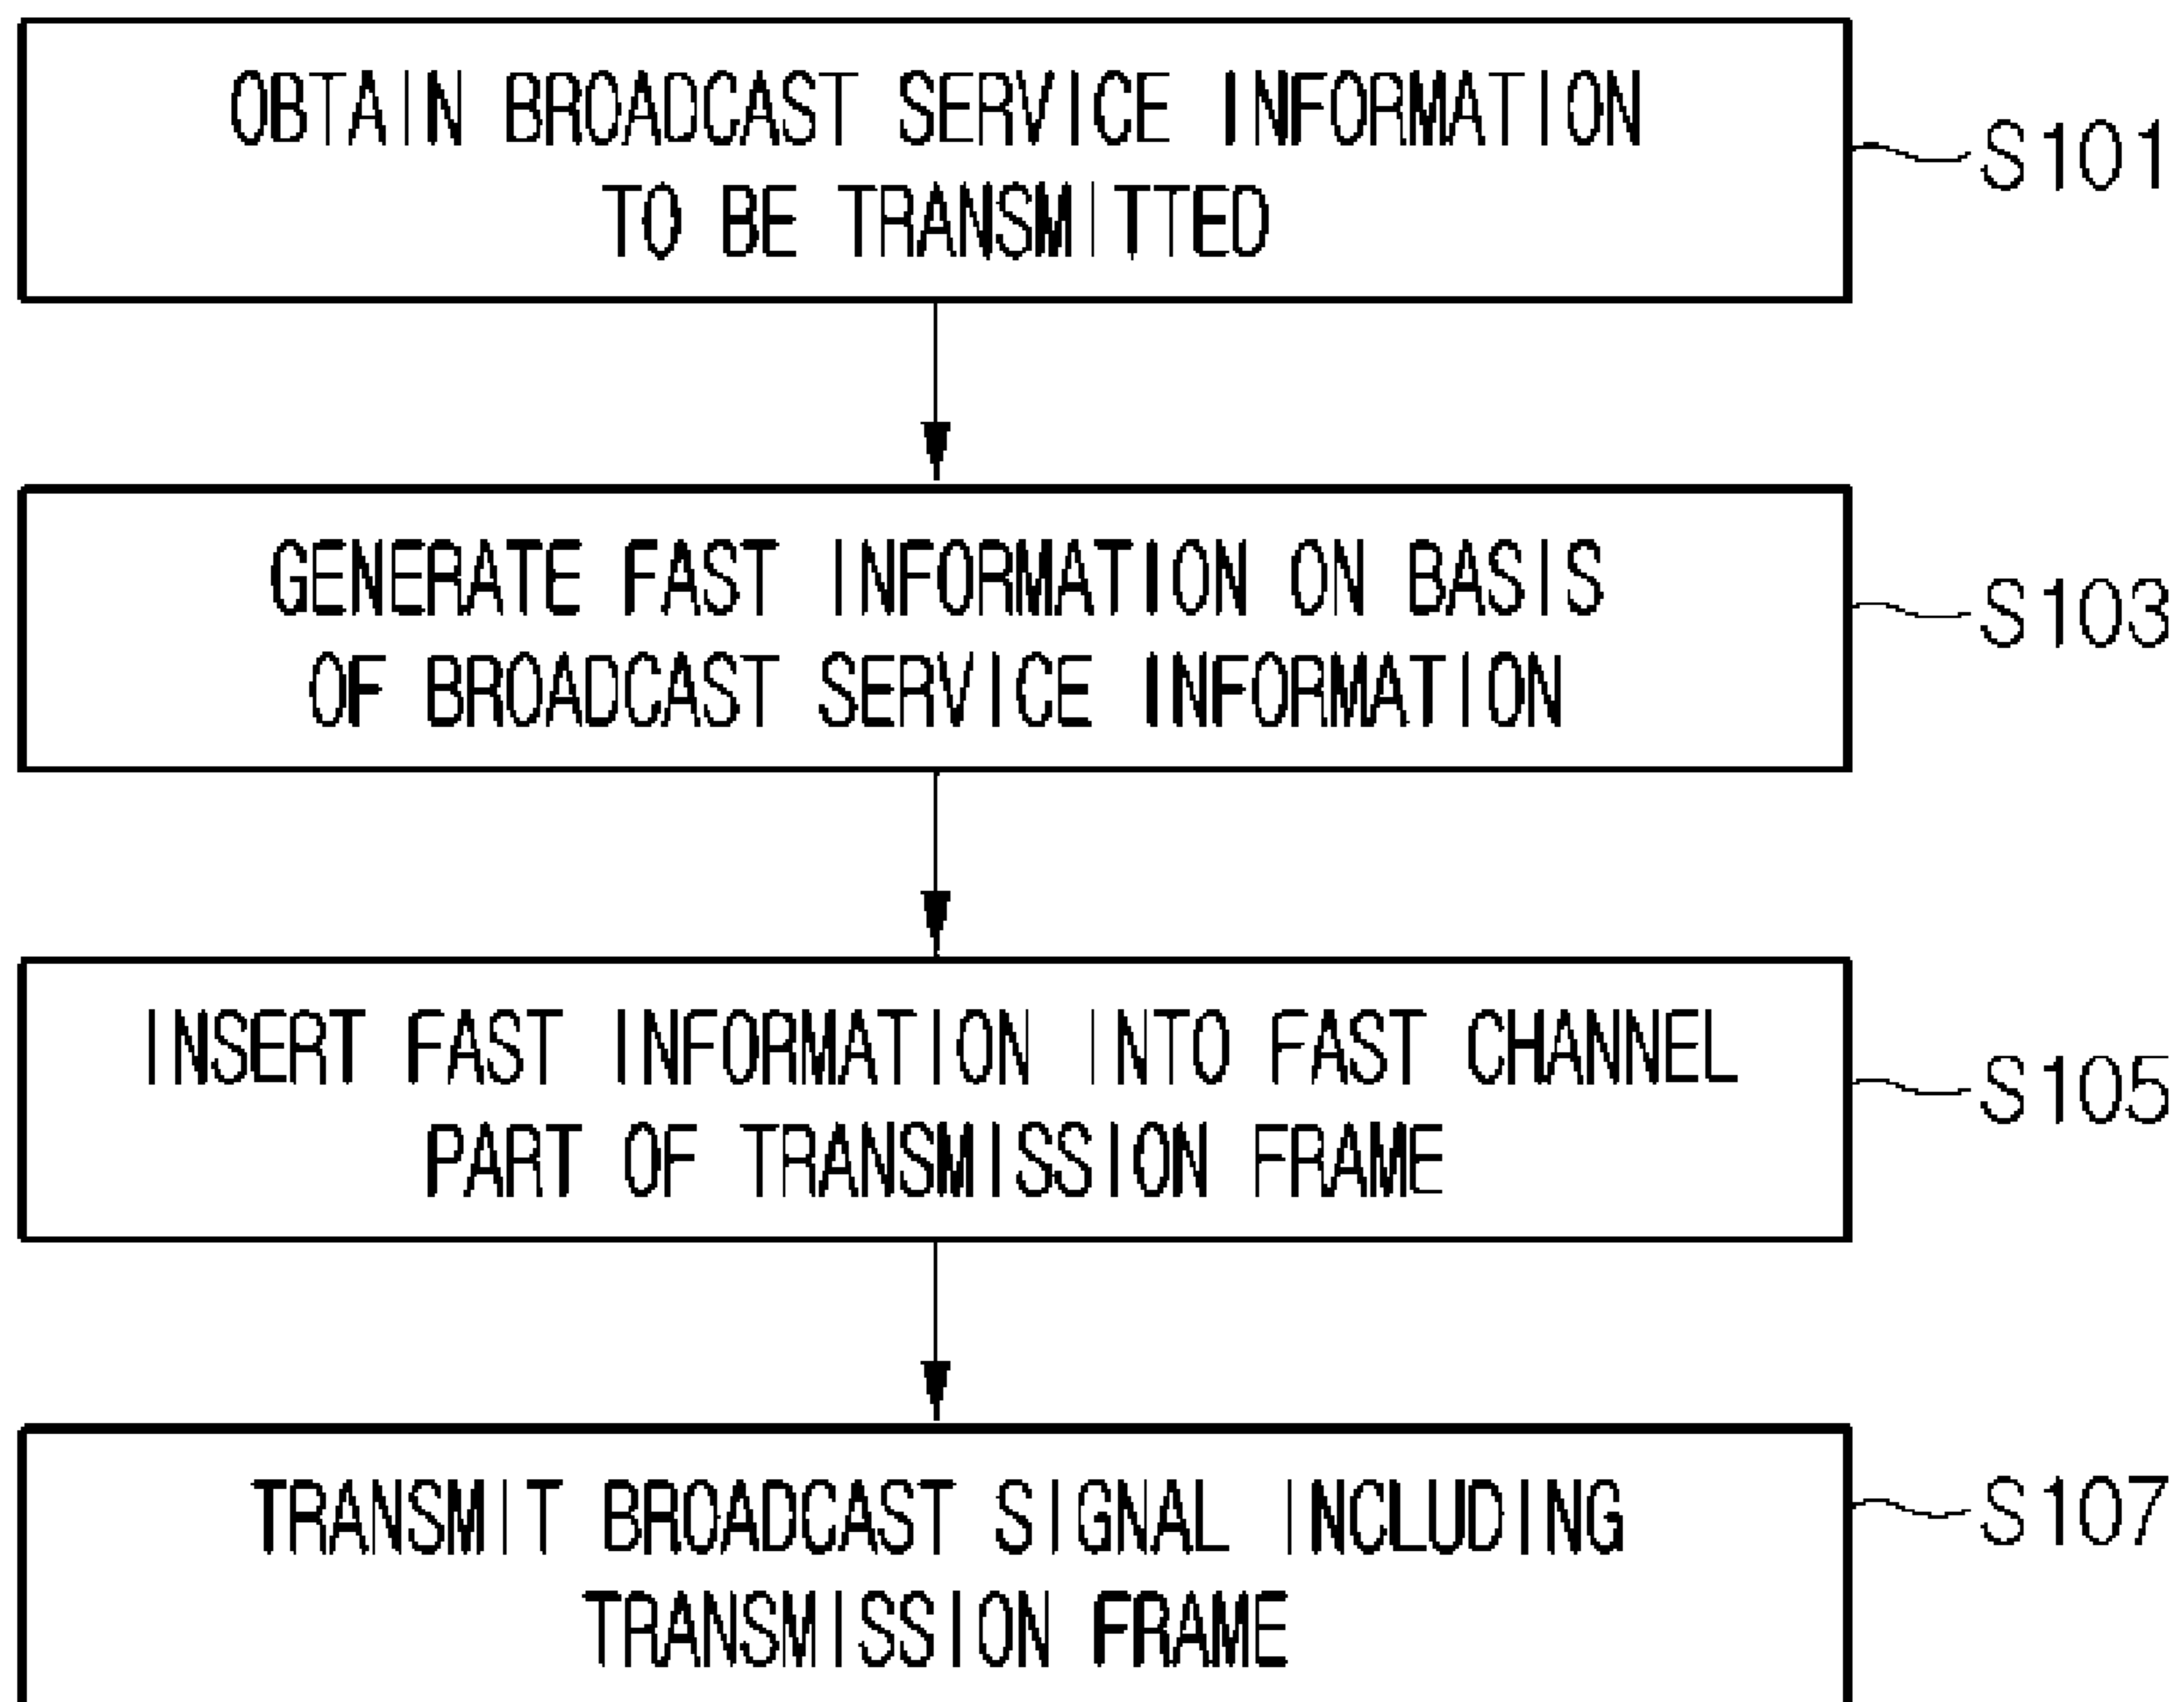 OBTAIN BROADCAST SERVICE INFORMATION
TO BE TRANSMITTED
S101
GENERATE FAST INFORMATION ON BASIS
OF BROADCAST SERVICE INFORMATION
S103
INSERT FAST INFORMATION INTO FAST CHANNEL
PART OF TRANSMISSION FRAME
S105
TRANSMIT BROADCAST SIGNAL INCLUDING
TRANSMISSION FRAME
S107